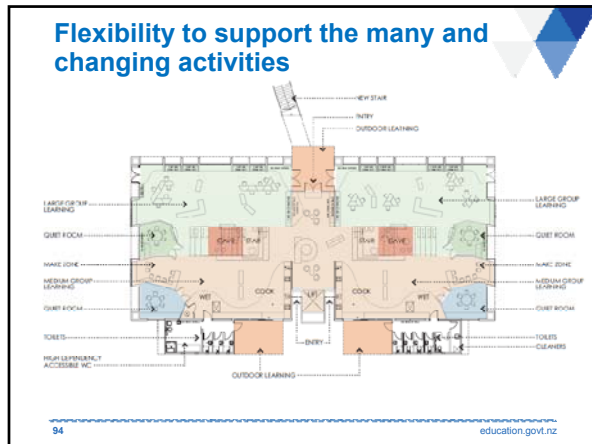 Flexibility to support the many and
changing activities
NEW STAIR
ENTRY
OUTDOOR LEARNING
LARGE GROUP
LEARNING
LARGE GROUP
LEARNING
QUIET ROOM
QUIET ROOM
CAVE
STAIR
STAIR
CAVE
MAKE ZONE
MAKE ZONE
MEDIUM GROUP
LEARNING
MEDIUM GROUP
LEARNING
COOK
COOK
WET
LIFT
WET
QUIET ROOM
QUIET ROOM
TOILETS
ENTRY
TOILETS
CLEANERS
HIGH DEPENDENCY
ACCESSIBLE WC
OUTDOOR LEARNING
94
education.govt.nz